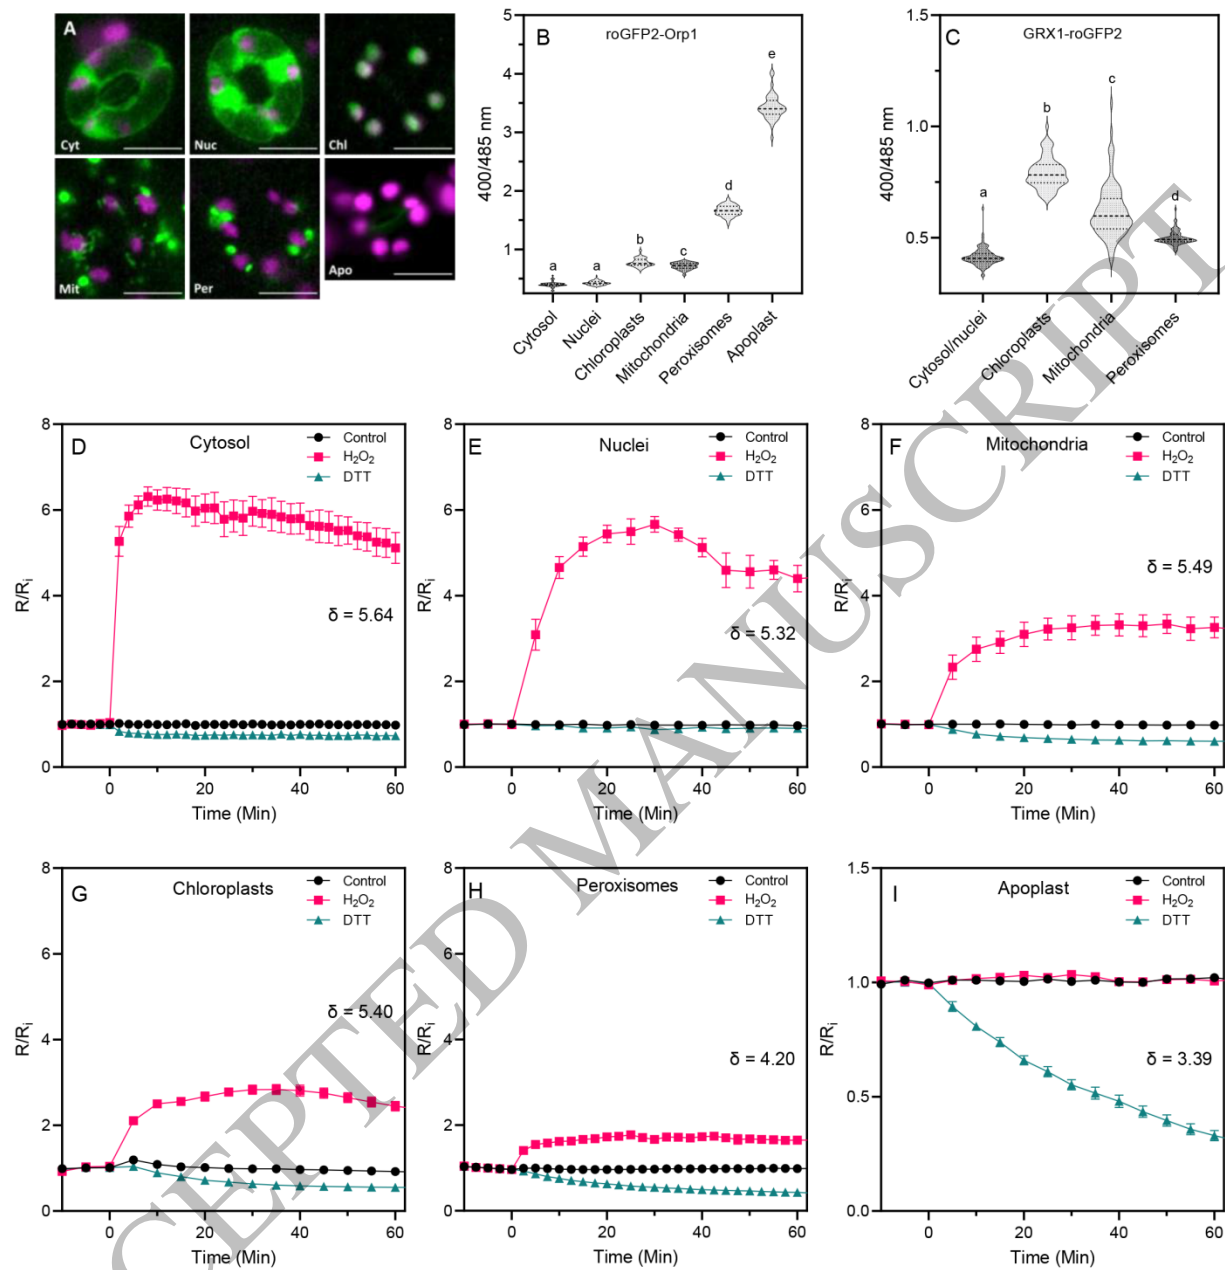 A
Cyt
Nuc
Chl
Mit
Per
Apo
B
roGFP2-Orp1
400/485 nm
5
4
3
2
1
a
a
b
c
d
e
Cytosol
Nuclei
Chloroplasts
Mitochondria
Peroxisomes
Apoplast
C
GRX1-roGFP2
400/485 nm
1.5
1.0
0.5
a
b
c
d
Cytosol/nuclei
Chloroplasts
Mitochondria
Peroxisomes
D
Cytosol
Control
H₂O₂
DTT
δ = 5.64
R/Rᵢ
8
6
4
2
0
0 20 40 60
Time (Min)
E
Nuclei
Control
H₂O₂
DTT
δ = 5.32
R/Rᵢ
8
6
4
2
0
0 20 40 60
Time (Min)
F
Mitochondria
Control
H₂O₂
DTT
δ = 5.49
R/Rᵢ
8
6
4
2
0
0 20 40 60
Time (Min)
G
Chloroplasts
Control
H₂O₂
DTT
δ = 5.40
R/Rᵢ
8
6
4
2
0
0 20 40 60
Time (Min)
H
Peroxisomes
Control
H₂O₂
DTT
δ = 4.20
R/Rᵢ
8
6
4
2
0
0 20 40 60
Time (Min)
I
Apoplast
Control
H₂O₂
DTT
δ = 3.39
R/Rᵢ
1.5
1.0
0.5
0.0
0 20 40 60
Time (Min)
CEPTED MANUSCRIPT